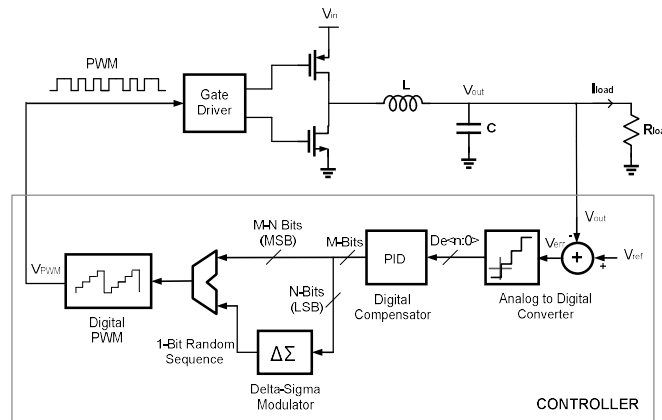 Vin
PWM
Gate
Driver
L
Vout
Iload
C
Vout
M-N Bits
(MSB)
M-Bits
De<n:0>
Verr
-
+
+
Vref
VPWM
PID
N-Bits
(LSB)
Digital
Compensator
Analog to Digital
Converter
Digital
PWM
1-Bit Random
Sequence
ΔΣ
Delta-Sigma
Modulator
CONTROLLER